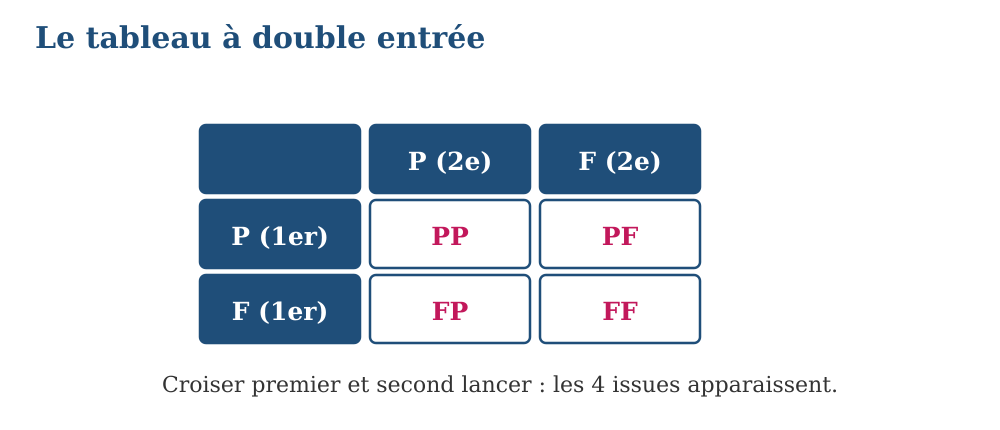 Le tableau à double entrée
P (2e) F (2e)
P (1er) PP PF
F (1er) FP FF
Croiser premier et second lancer : les 4 issues apparaissent.